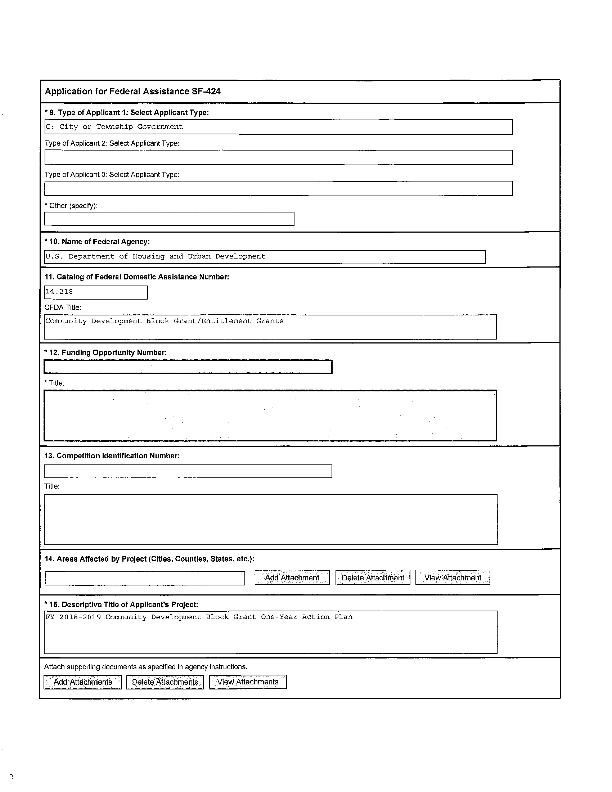 Application for Federal Assistance SF-424
* 9. Type of Applicant 1: Select Applicant Type:
C: City or Township Government
Type of Applicant 2: Select Applicant Type:
Type of Applicant 3: Select Applicant Type:
* Other (specify):
* 10. Name of Federal Agency:
U.S. Department of Housing and Urban Development
11. Catalog of Federal Domestic Assistance Number:
14.218
CFDA Title:
Community Development Block Grant/Entitlement Grants
* 12. Funding Opportunity Number:
* Title:
13. Competition Identification Number:
Title:
14. Areas Affected by Project (Cities, Counties, States, etc.):
Add Attachment Delete Attachment View Attachment
* 15. Descriptive Title of Applicant's Project:
FY 2018-2019 Community Development Block Grant One-Year Action Plan
Attach supporting documents as specified in agency instructions.
Add Attachments Delete Attachments View Attachments